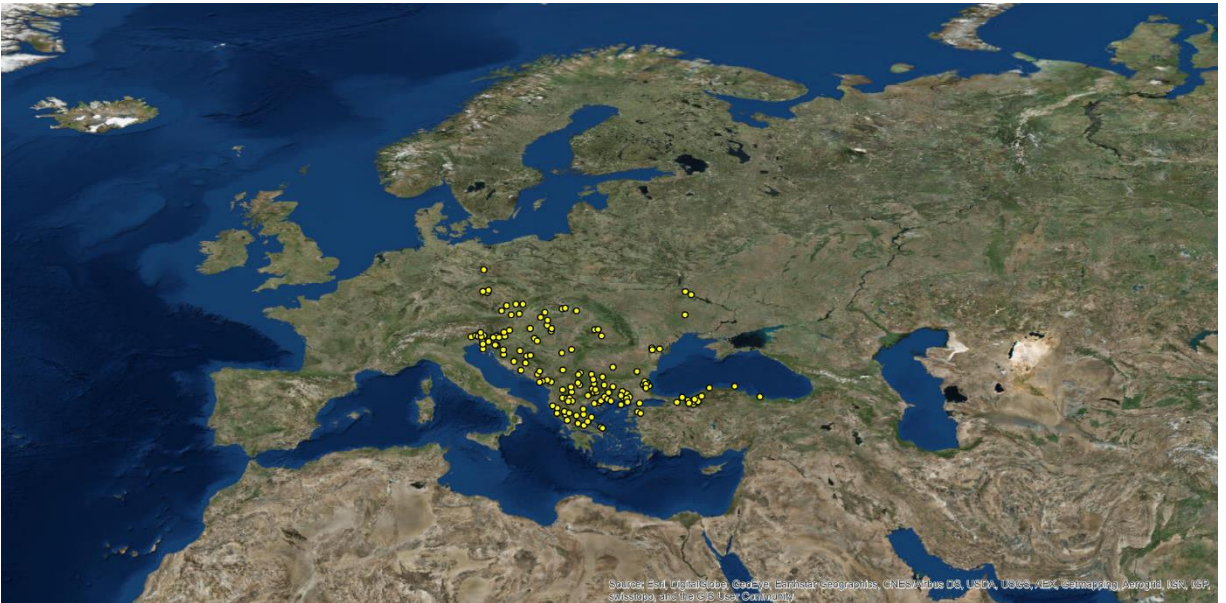 Source: Esri, DigitalGlobe, GeoEye, Earthstar Geographics, CNES/Airbus DS, USDA, USGS, AEX, Getmapping, Aerogrid, IGN, IGP,
swisstopo, and the GIS User Community